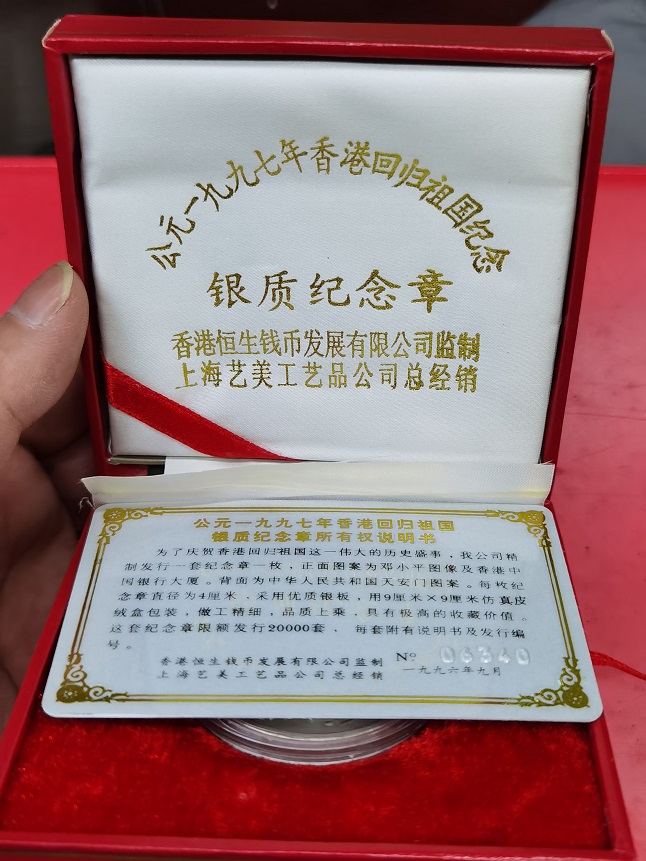 公元一九九七年香港回归祖国纪念
银质纪念章
香港恒生钱币发展有限公司监制
上海艺美工艺品公司总经销
公元一九九七年香港回归祖国
银质纪念章所有权说明书
为了庆贺香港回归祖国这一伟大的历史盛事，我公司精
制发行一套纪念章一枚，正面图案为邓小平图像及香港中
国银行大厦。背面为中华人民共和国天安门图案。每枚纪
念章直径为4厘米，采用优质银板，用9厘米×9厘米仿真皮
绒盒包装，做工精细，品质上乘，具有极高的收藏价值。
这套纪念章限额发行20000套，每套附有说明书及发行编
号。
香港恒生钱币发展有限公司监制
上海艺美工艺品公司总经销
Nº 06340
一九九六年九月